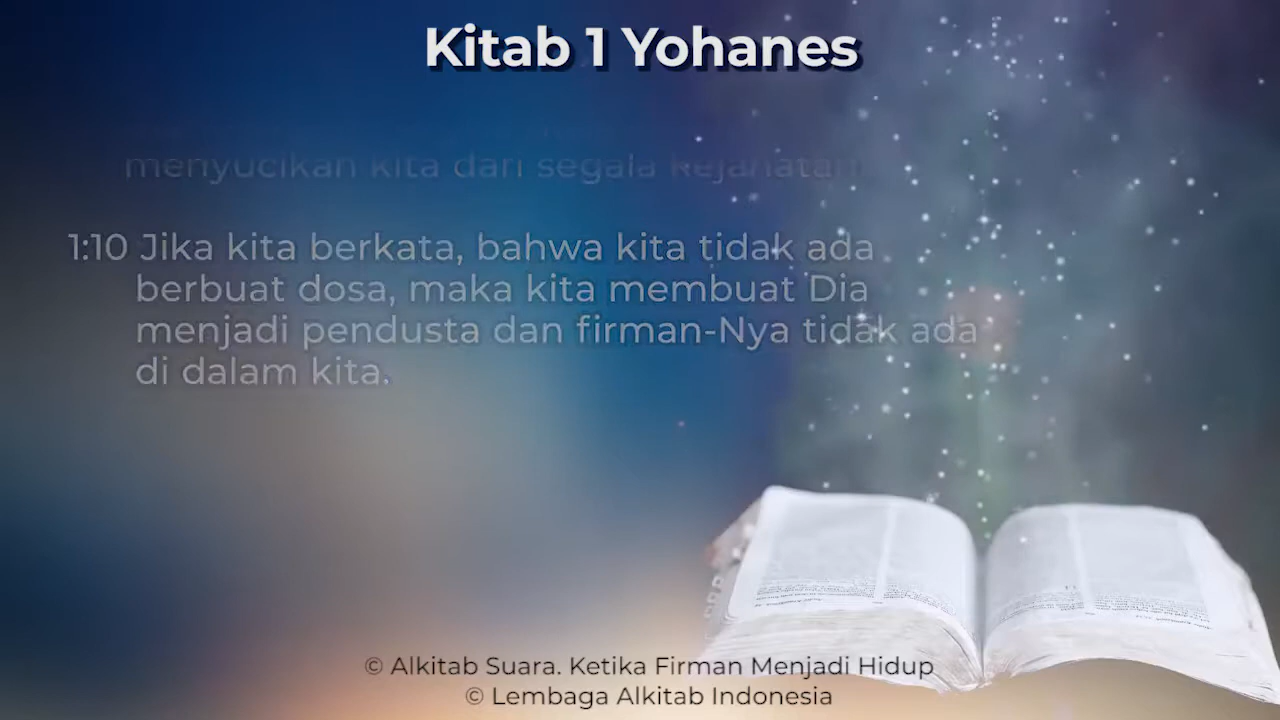 Kitab 1 Yohanes
menyucikan kita dari segala kejahatan.
1:10 Jika kita berkata, bahwa kita tidak ada
berbuat dosa, maka kita membuat Dia
menjadi pendusta dan firman-Nya tidak ada
di dalam kita.
© Alkitab Suara. Ketika Firman Menjadi Hidup
© Lembaga Alkitab Indonesia